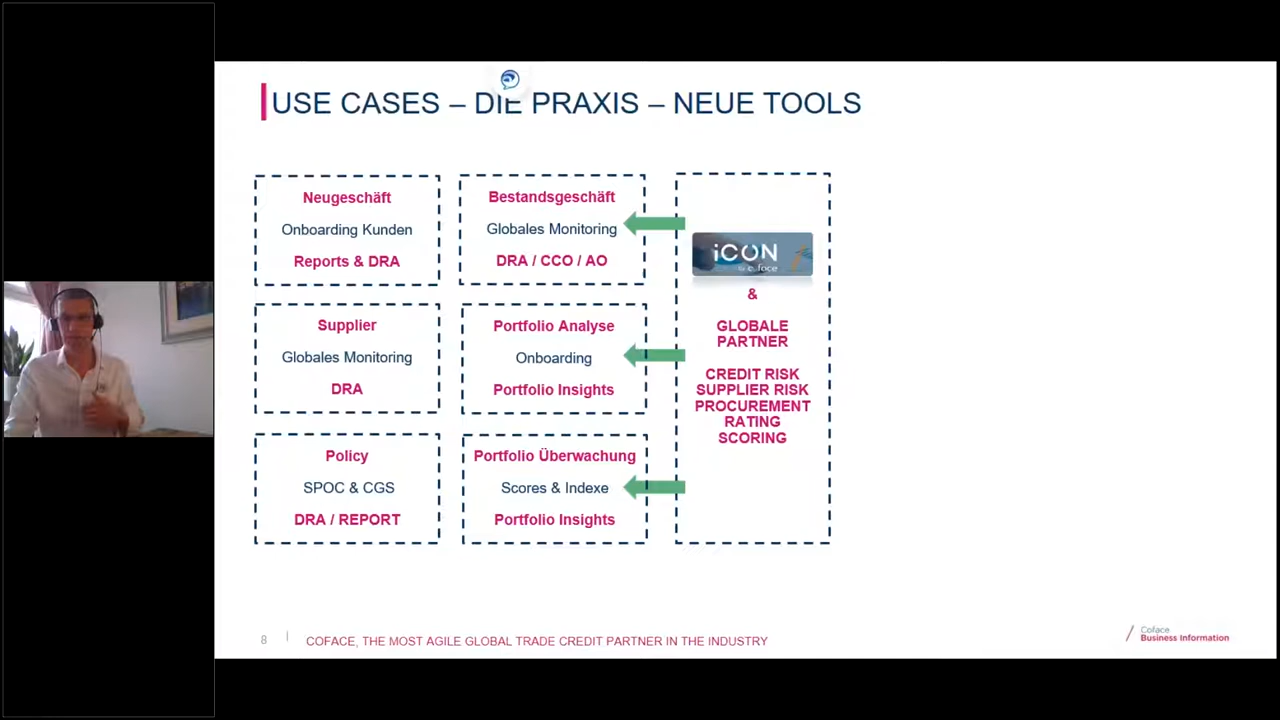 USE CASES – DIE PRAXIS – NEUE TOOLS
Neugeschäft
Onboarding Kunden
Reports & DRA
Bestandsgeschäft
Globales Monitoring
DRA / CCO / AO
Supplier
Globales Monitoring
DRA
Portfolio Analyse
Onboarding
Portfolio Insights
Policy
SPOC & CGS
DRA / REPORT
Portfolio Überwachung
Scores & Indexe
Portfolio Insights
iCON
by coface
&
GLOBALE
PARTNER
CREDIT RISK
SUPPLIER RISK
PROCUREMENT
RATING
SCORING
8
COFACE, THE MOST AGILE GLOBAL TRADE CREDIT PARTNER IN THE INDUSTRY
Coface
Business Information